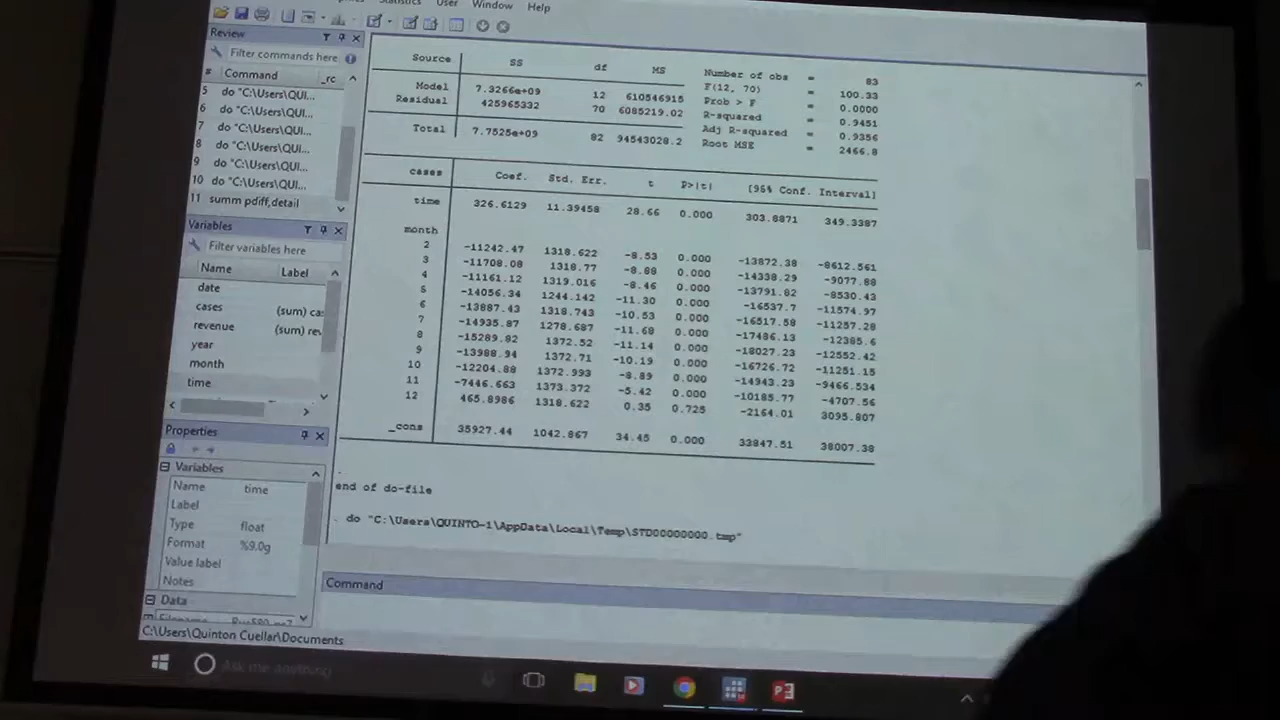 Statistics User Window Help
Review
Filter commands here
# Command _rc
5 do "C:\Users\QUI...
6 do "C:\Users\QUI...
7 do "C:\Users\QUI...
8 do "C:\Users\QUI...
9 do "C:\Users\QUI...
10 do "C:\Users\QUI...
11 summ pdiff,detail
Variables
Filter variables here
Name Label
date
cases (sum) cas
revenue (sum) rev
year
month
time
Properties
Variables
Name time
Label
Type float
Format %9.0g
Value label
Notes
Data
C:\Users\Quinton Cuellar\Documents
Source SS df MS
Model 7.3266e+09 12 610546915
Residual 425965332 70 6085219.02
Total 7.7525e+09 82 94543028.2
Number of obs = 83
F(12, 70) = 100.33
Prob > F = 0.0000
R-squared = 0.9451
Adj R-squared = 0.9356
Root MSE = 2466.8
cases Coef. Std. Err. t P>|t| [95% Conf. Interval]
time 326.6129 11.39458 28.66 0.000 303.8871 349.3387
month
2 -11242.47 1318.622 -8.53 0.000 -13872.38 -8612.561
3 -11708.08 1318.77 -8.88 0.000 -14338.29 -9077.88
4 -11161.12 1319.016 -8.46 0.000 -13791.82 -8530.43
5 -14056.34 1244.142 -11.30 0.000 -16537.7 -11574.97
6 -13887.43 1318.743 -10.53 0.000 -16517.58 -11257.28
7 -14935.87 1278.687 -11.68 0.000 -17486.13 -12385.6
8 -15289.82 1372.52 -11.14 0.000 -18027.23 -12552.42
9 -13988.94 1372.71 -10.19 0.000 -16726.72 -11251.15
10 -12204.88 1372.993 -8.89 0.000 -14943.23 -9466.534
11 -7446.663 1373.372 -5.42 0.000 -10185.77 -4707.56
12 465.8986 1318.622 0.35 0.725 -2164.01 3095.807
_cons 35927.44 1042.867 34.45 0.000 33847.51 38007.38
.
end of do-file
. do "C:\Users\QUINTO~1\AppData\Local\Temp\STD00000000.tmp"
Command
Ask me anything